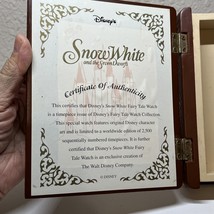 Disney's
Snow White
and the Seven Dwarfs
Certificate Of Authenticity
This certifies that Disney's Snow White Fairy Tale Watch is
a timepiece issue of Disney's Fairy Tale Watch Collection.
This special watch features original Disney character
art and is limited to a worldwide edition of 2,500
sequentially numbered timepieces. It is further
certified that Disney's Snow White Fairy
Tale Watch is an exclusive creation of
The Walt Disney Company.
© DISNEY